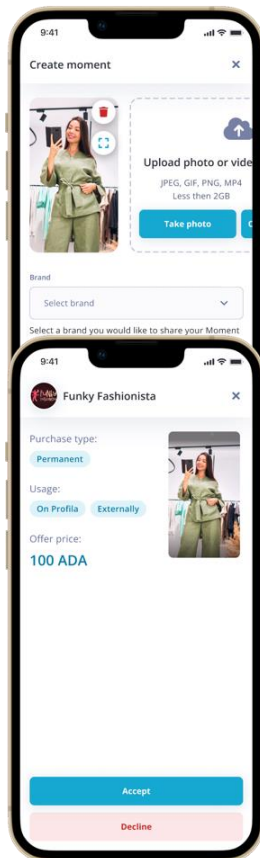 9:41
Create moment
Upload photo or vide
JPEG, GIF, PNG, MP4
Less then 2GB
Take photo
C
Brand
Select brand
Select a brand you would like to share your Moment
9:41
Funky Fashionista
Purchase type:
Permanent
Usage:
On Profila Externally
Offer price:
100 ADA
Accept
Decline